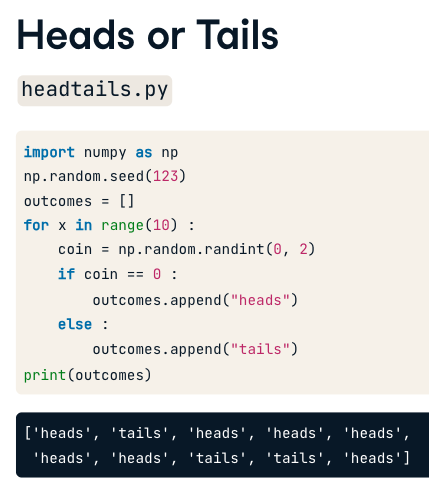 Heads or Tails
headtails.py
import numpy as np
np.random.seed(123)
outcomes = []
for x in range(10) :
    coin = np.random.randint(0, 2)
    if coin == 0 :
        outcomes.append("heads")
    else :
        outcomes.append("tails")
print(outcomes)
['heads', 'tails', 'heads', 'heads', 'heads',
 'heads', 'heads', 'tails', 'tails', 'heads']